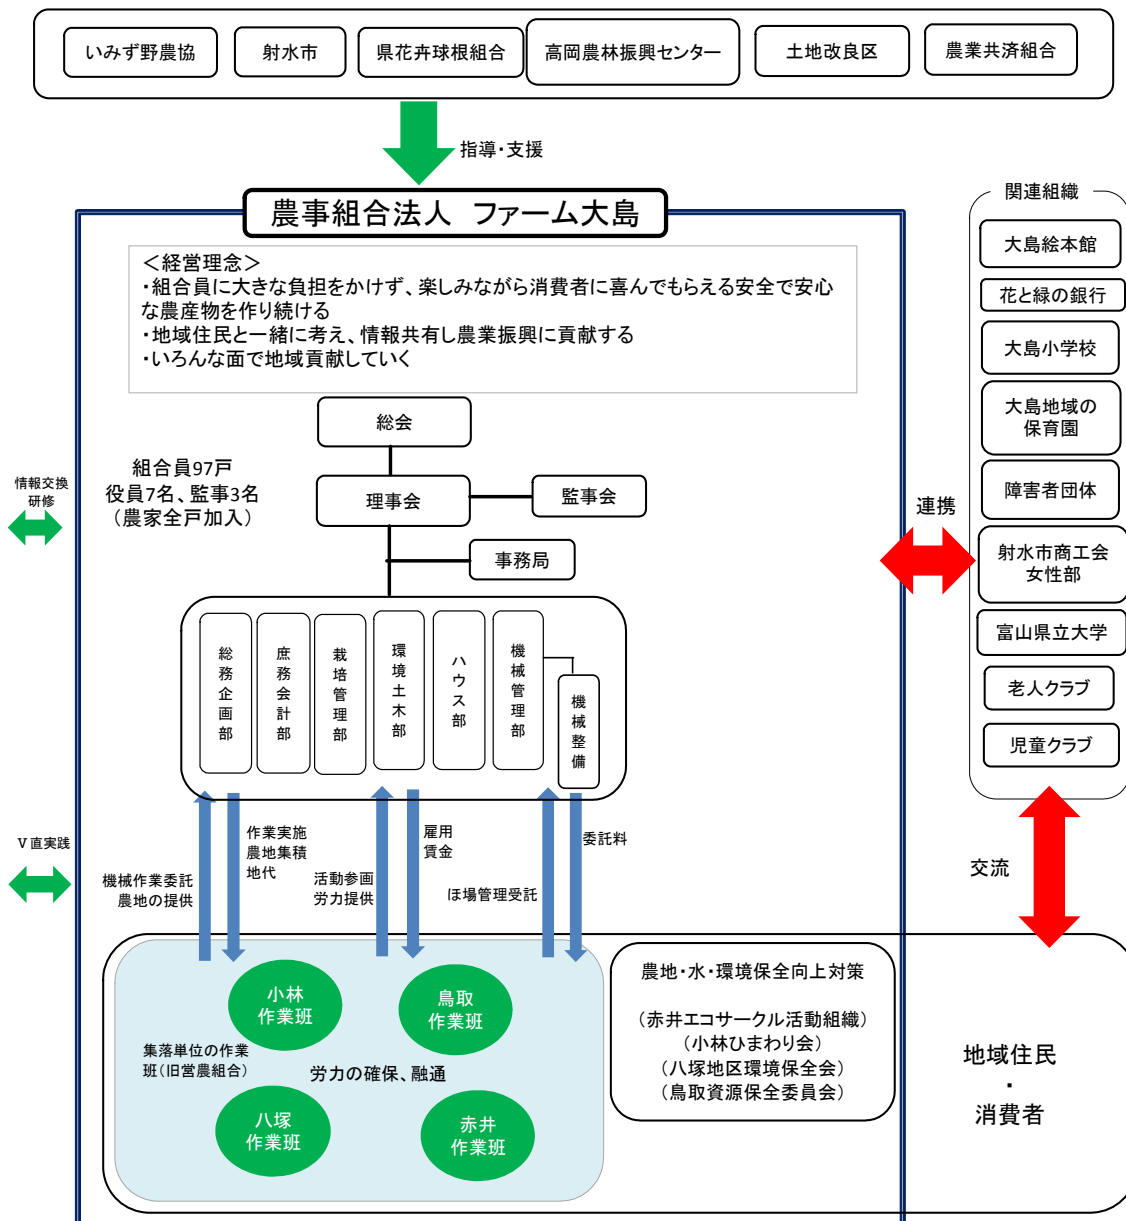 いみず野農協
射水市
県花卉球根組合
高岡農林振興センター
土地改良区
農業共済組合
指導・支援
農事組合法人　ファーム大島
＜経営理念＞
・組合員に大きな負担をかけず、楽しみながら消費者に喜んでもらえる安全で安心
な農産物を作り続ける
・地域住民と一緒に考え、情報共有し農業振興に貢献する
・いろんな面で地域貢献していく
総会
組合員97戸
役員7名、監事3名
（農家全戸加入）
理事会
監事会
事務局
情報交換
研修
連携
関連組織
大島絵本館
花と緑の銀行
大島小学校
大島地域の
保育園
障害者団体
射水市商工会
女性部
富山県立大学
老人クラブ
児童クラブ
総務企画部
庶務会計部
栽培管理部
環境土木部
ハウス部
機械管理部
機械整備
Ｖ直実践
機械作業委託
農地の提供
作業実施
農地集積
地代
活動参画
労力提供
雇用
賃金
ほ場管理受託
委託料
交流
小林
作業班
鳥取
作業班
集落単位の作業
班（旧営農組合）
労力の確保、融通
八塚
作業班
赤井
作業班
農地・水・環境保全向上対策
（赤井エコサークル活動組織）
（小林ひまわり会）
（八塚地区環境保全会）
（鳥取資源保全委員会）
地域住民
・
消費者